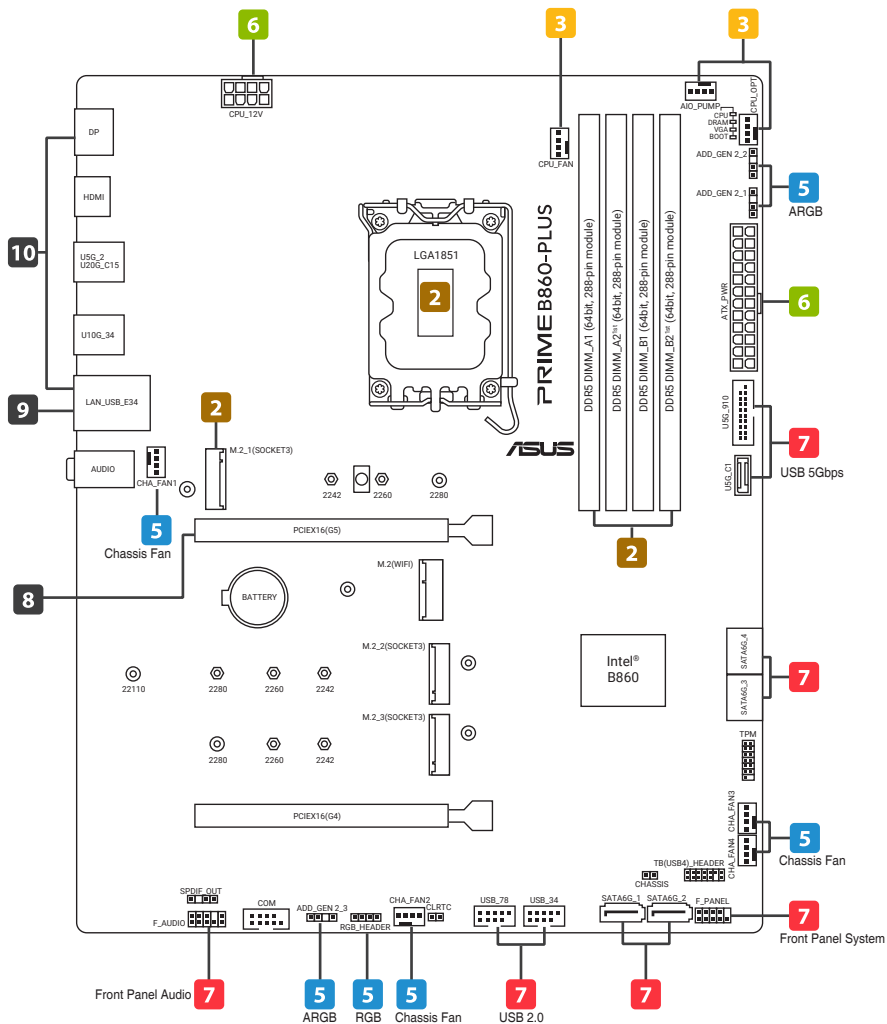 6
3
3
CPU_12V
AIO_PUMP
CPU_OPT
CPU
DRAM
VGA
BOOT
DP
CPU_FAN
ADD_GEN 2_2
ADD_GEN 2_1
5
ARGB
HDMI
10
U5G_2
U20G_C15
LGA1851
2
PRIME B860-PLUS
DDR5 DIMM_A1 (64bit, 288-pin module)
DDR5 DIMM_A2¹ˢᵗ (64bit, 288-pin module)
DDR5 DIMM_B1 (64bit, 288-pin module)
DDR5 DIMM_B2¹ˢᵗ (64bit, 288-pin module)
ATX_PWR
6
U10G_34
9
LAN_USB_E34
2
U5G_910
7
USB 5Gbps
ASUS
M.2_1(SOCKET3)
AUDIO
CHA_FAN1
U5G_C1
2242
2260
2280
5
Chassis Fan
PCIEX16(G5)
2
8
M.2(WIFI)
BATTERY
M.2_2(SOCKET3)
Intel®
B860
SATA6G_4
7
SATA6G_3
22110
2280
2260
2242
M.2_3(SOCKET3)
TPM
2280
2260
2242
PCIEX16(G4)
CHA_FAN3
5
Chassis Fan
CHA_FAN4
TB(USB4)_HEADER
CHASSIS
SPDIF_OUT
F_AUDIO
COM
ADD_GEN 2_3
RGB_HEADER
CHA_FAN2
CLRTC
USB_78
USB_34
SATA6G_1
SATA6G_2
F_PANEL
7
Front Panel System
Front Panel Audio
7
5
ARGB
5
RGB
5
Chassis Fan
7
USB 2.0
7